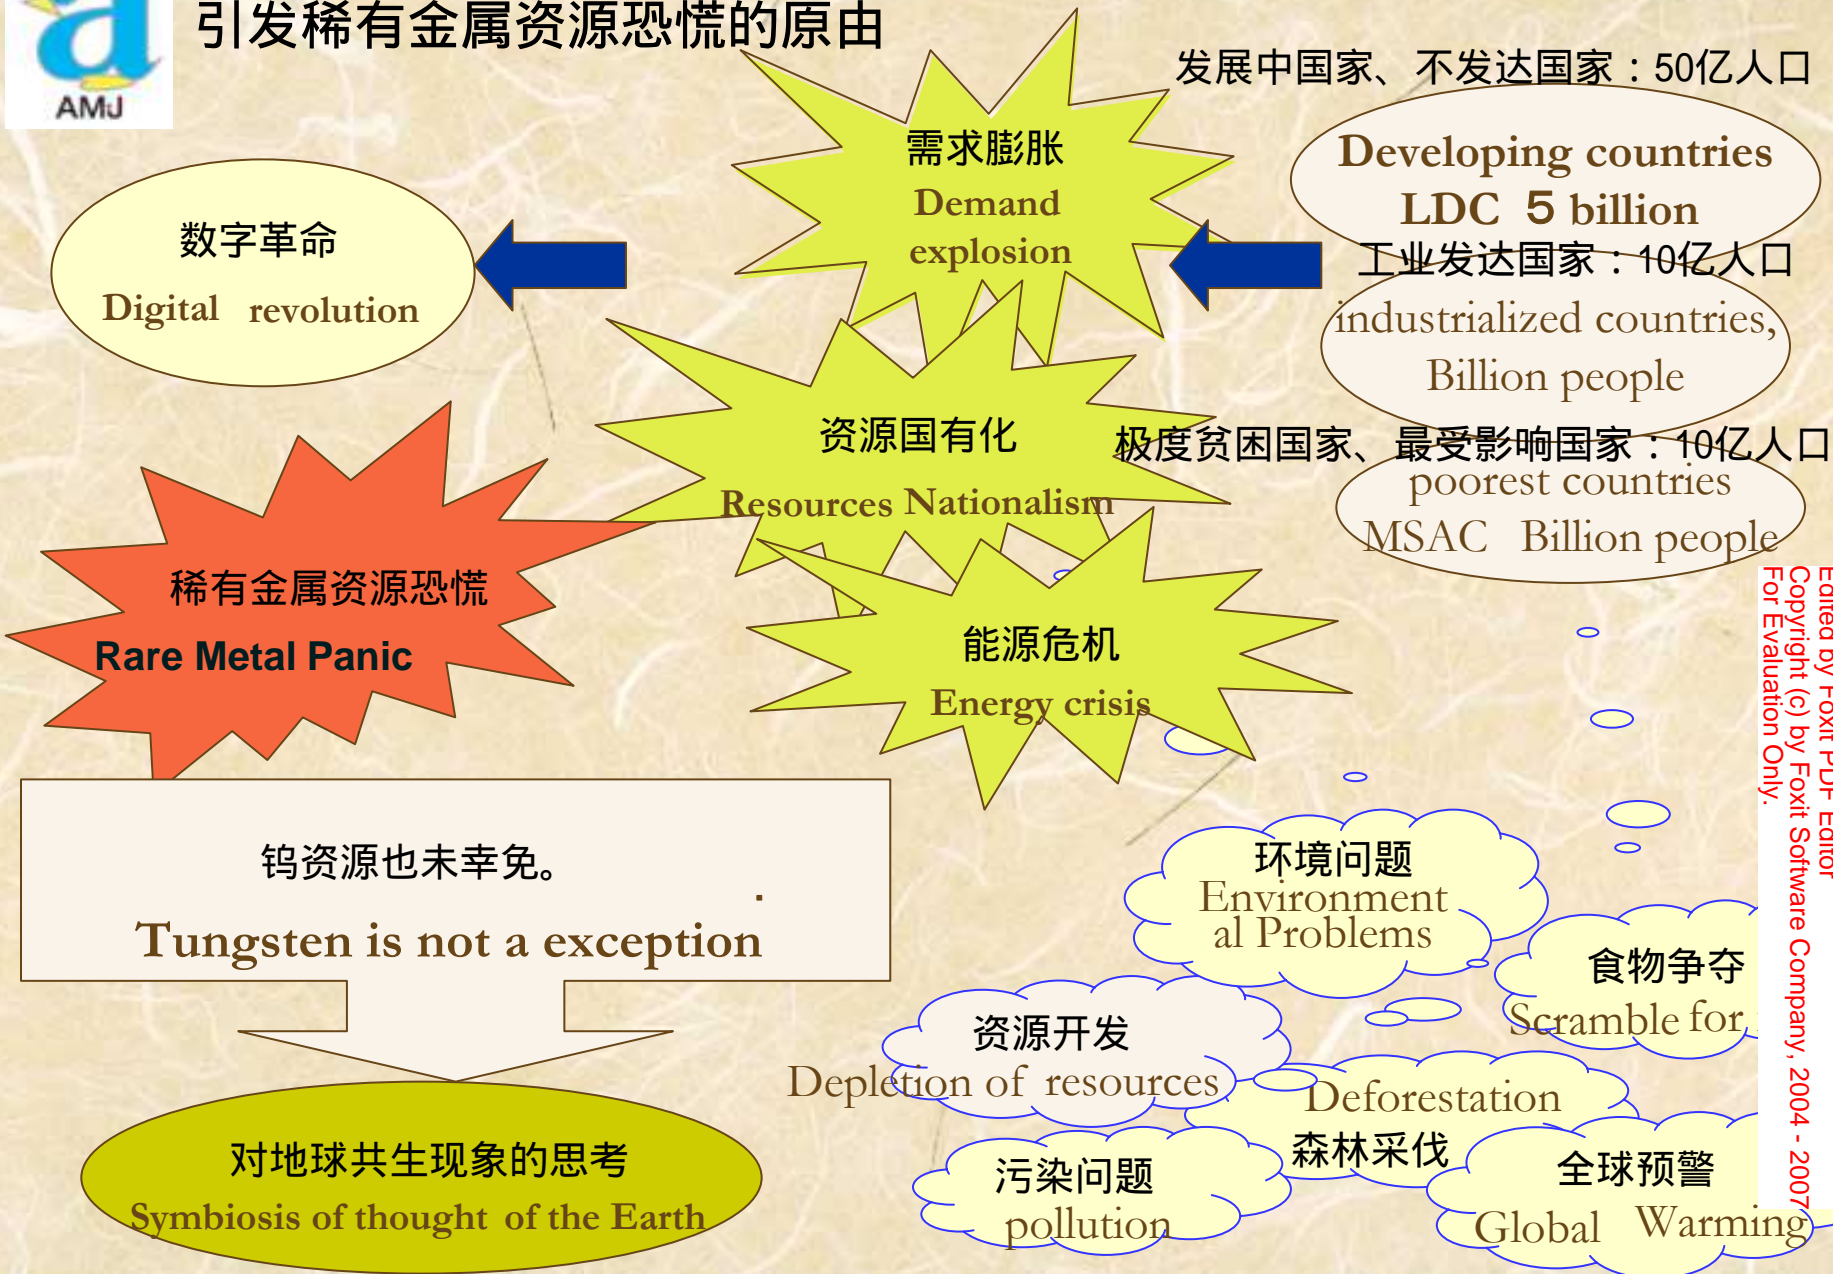 引发稀有金属资源恐慌的原由
a
AMJ
发展中国家、不发达国家：50亿人口
Developing countries
LDC 5 billion
工业发达国家：10亿人口
industrialized countries,
Billion people
极度贫困国家、最受影响国家：10亿人口
poorest countries
MSAC Billion people
需求膨胀
Demand
explosion
数字革命
Digital revolution
资源国有化
Resources Nationalism
稀有金属资源恐慌
Rare Metal Panic
能源危机
Energy crisis
钨资源也未幸免。
.
Tungsten is not a exception
对地球共生现象的思考
Symbiosis of thought of the Earth
环境问题
Environment
al Problems
食物争夺
Scramble for
资源开发
Depletion of resources
Deforestation
森林采伐
污染问题
pollution
全球预警
Global Warming
Edited by Foxit PDF Editor
Copyright (c) by Foxit Software Company, 2004 - 2007
For Evaluation Only.